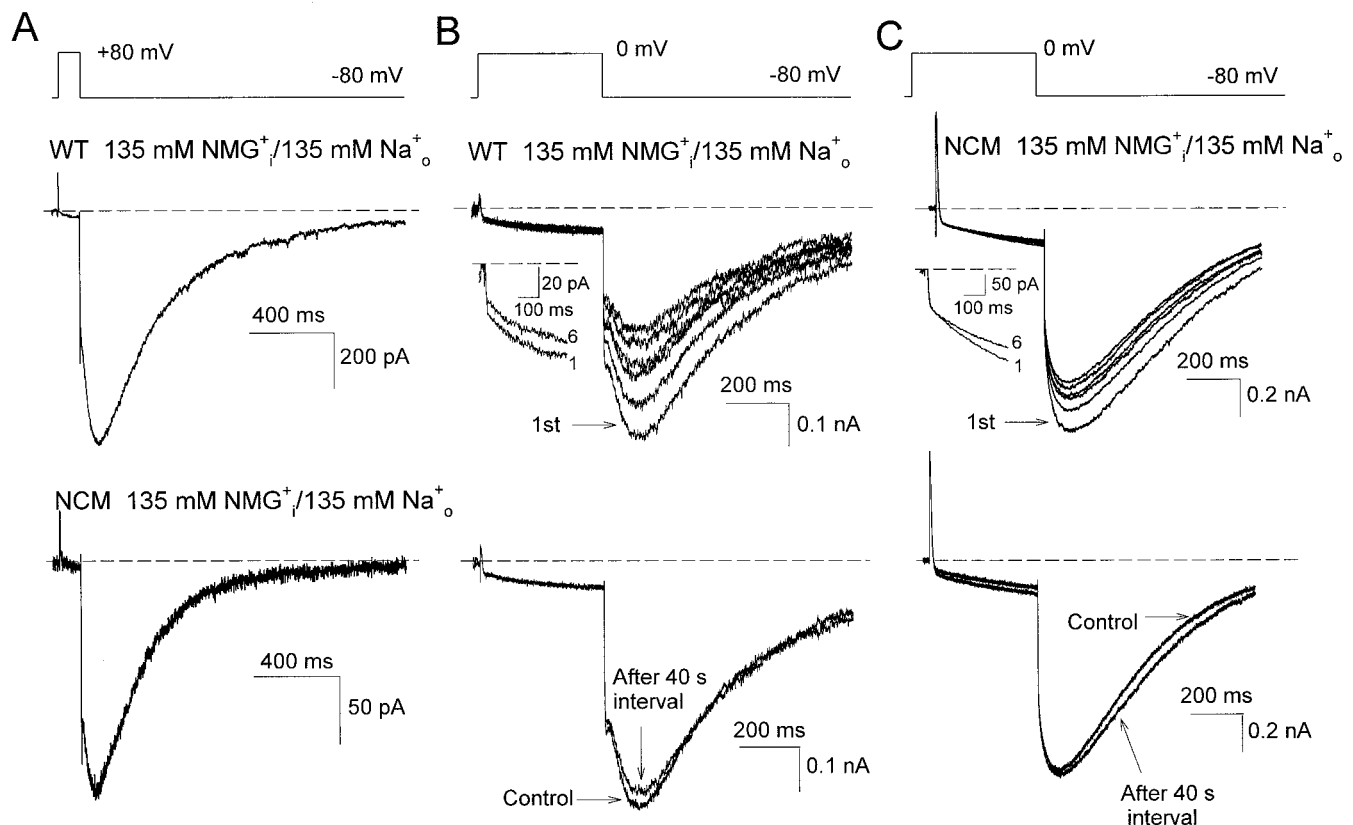 A
+80 mV
-80 mV
WT 135 mM NMG⁺ᵢ/135 mM Na⁺ₒ
400 ms
200 pA
NCM 135 mM NMG⁺ᵢ/135 mM Na⁺ₒ
400 ms
50 pA
B
0 mV
-80 mV
WT 135 mM NMG⁺ᵢ/135 mM Na⁺ₒ
20 pA
100 ms
6
1
1st
200 ms
0.1 nA
After 40 s
interval
Control
200 ms
0.1 nA
C
0 mV
-80 mV
NCM 135 mM NMG⁺ᵢ/135 mM Na⁺ₒ
50 pA
100 ms
6
1
1st
200 ms
0.2 nA
Control
200 ms
0.2 nA
After 40 s
interval